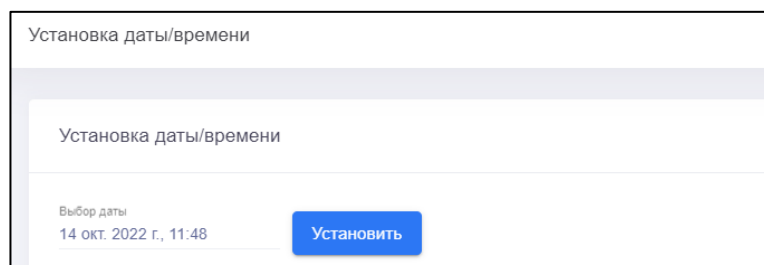 Установка даты/времени
Установка даты/времени
Выбор даты
14 окт. 2022 г., 11:48
Установить